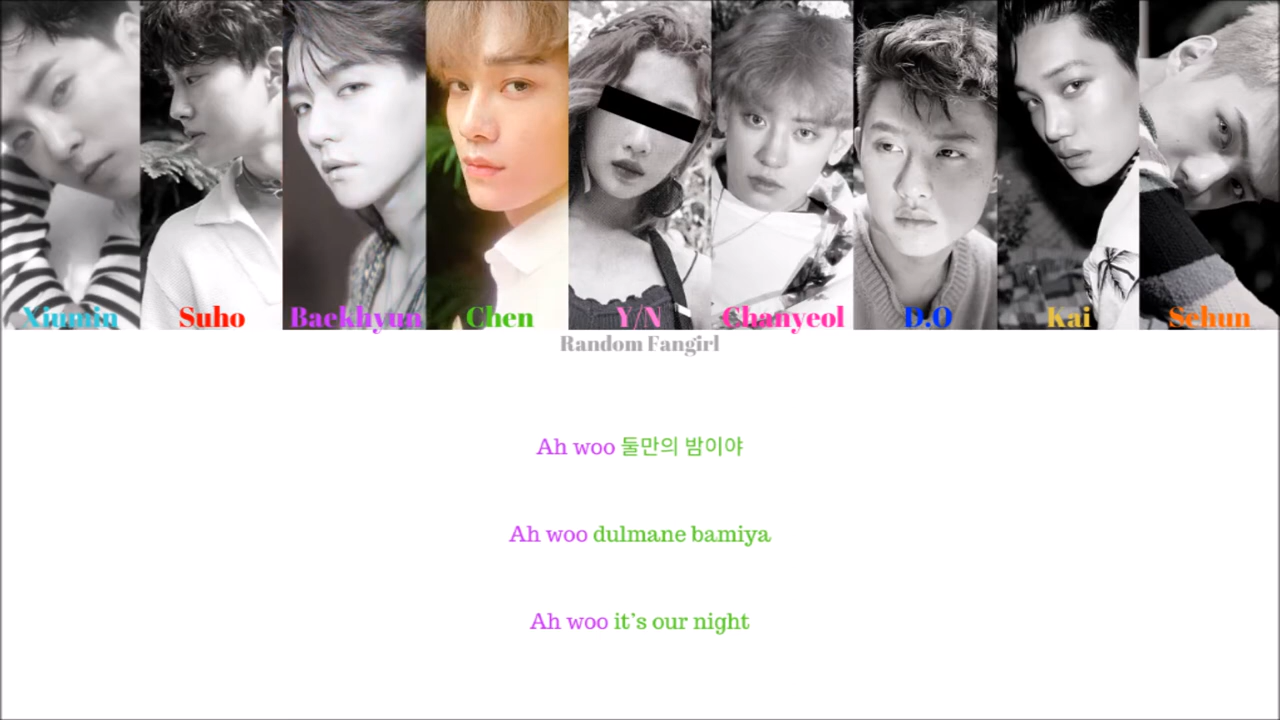 Xiumin Suho Baekhyun Chen Y/N Chanyeol D.O Kai Sehun
Random Fangirl
Ah woo 둘만의 밤이야
Ah woo dulmane bamiya
Ah woo it's our night